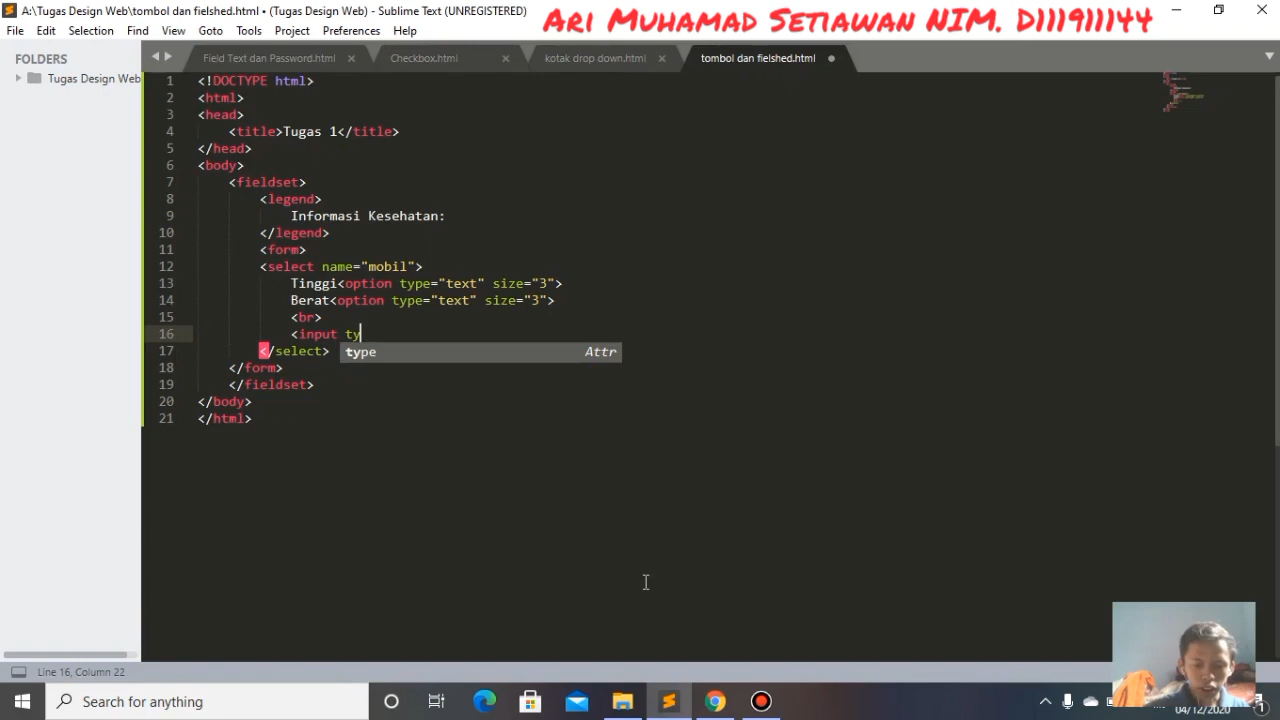 A:\Tugas Design Web\tombol dan fielshed.html • (Tugas Design Web) - Sublime Text (UNREGISTERED)
Ari Muhamad Setiawan NIM. D111911144
File Edit Selection Find View Goto Tools Project Preferences Help
FOLDERS
Tugas Design Web
Field Text dan Password.html
Checkbox.html
kotak drop down.html
tombol dan fielshed.html
1 <!DOCTYPE html>
2 <html>
3 <head>
4 <title>Tugas 1</title>
5 </head>
6 <body>
7 <fieldset>
8 <legend>
9 Informasi Kesehatan:
10 </legend>
11 <form>
12 <select name="mobil">
13 Tinggi<option type="text" size="3">
14 Berat<option type="text" size="3">
15 <br>
16 <input ty
17 </select>
type Attr
18 </form>
19 </fieldset>
20 </body>
21 </html>
Line 16, Column 22
Search for anything
04/12/2020
1